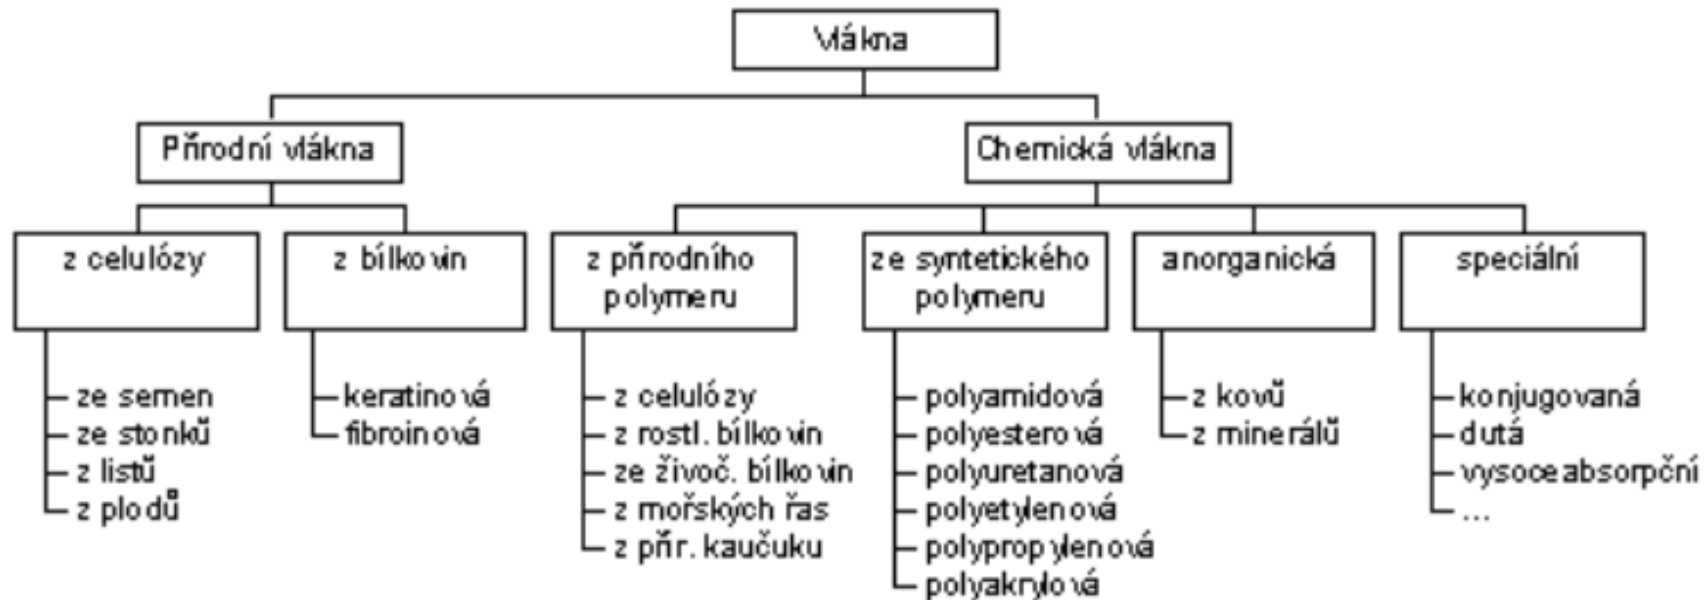 Vlákna
Přírodní vlákna
Chemická vlákna
z celulózy
z bílkovin
z přírodního
polymeru
ze syntetického
polymeru
anorganická
speciální
ze semen
ze stonků
z listů
z plodů
keratinová
fibroinová
z celulózy
z rostl. bílkovin
ze živoč. bílkovin
z mořských řas
z přír. kaučuku
polyamidová
polyesterová
polyuretanová
polyetylenová
polypropylenová
polyakrylová
z kovů
z minerálů
konjugovaná
dutá
vysoceabsorpční
...